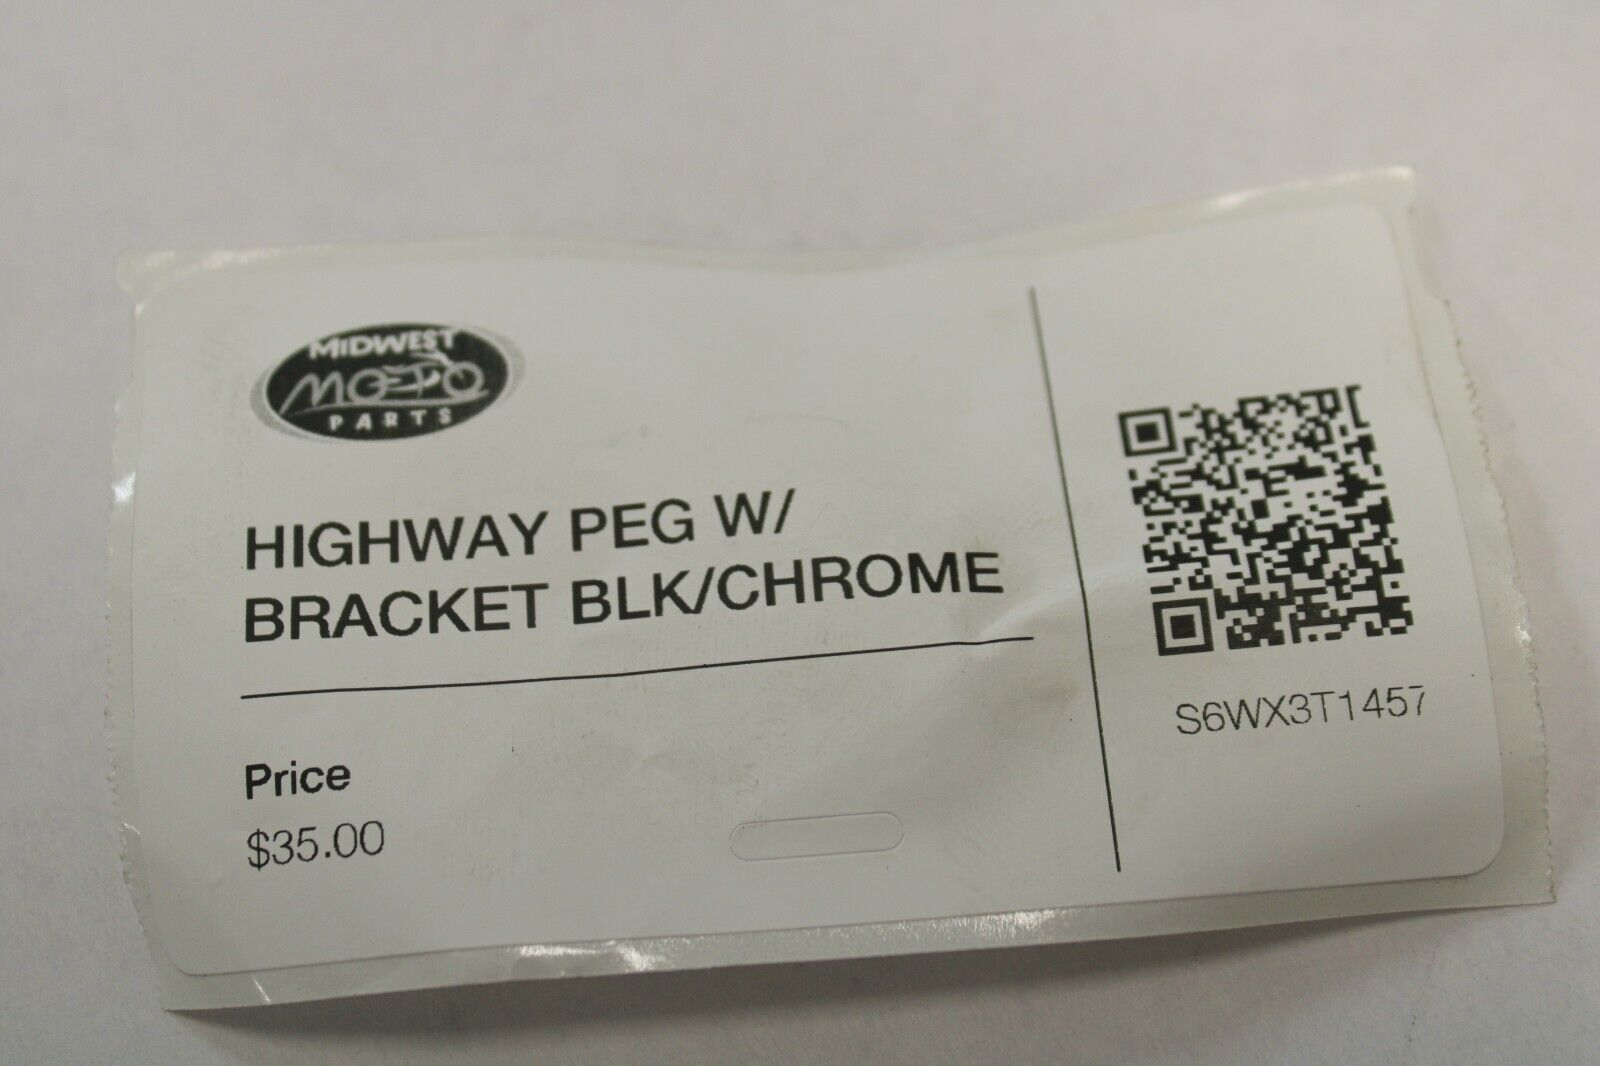 MIDWEST
MOTO
PARTS
HIGHWAY PEG W/
BRACKET BLK/CHROME
Price
$35.00
S6WX3T1457